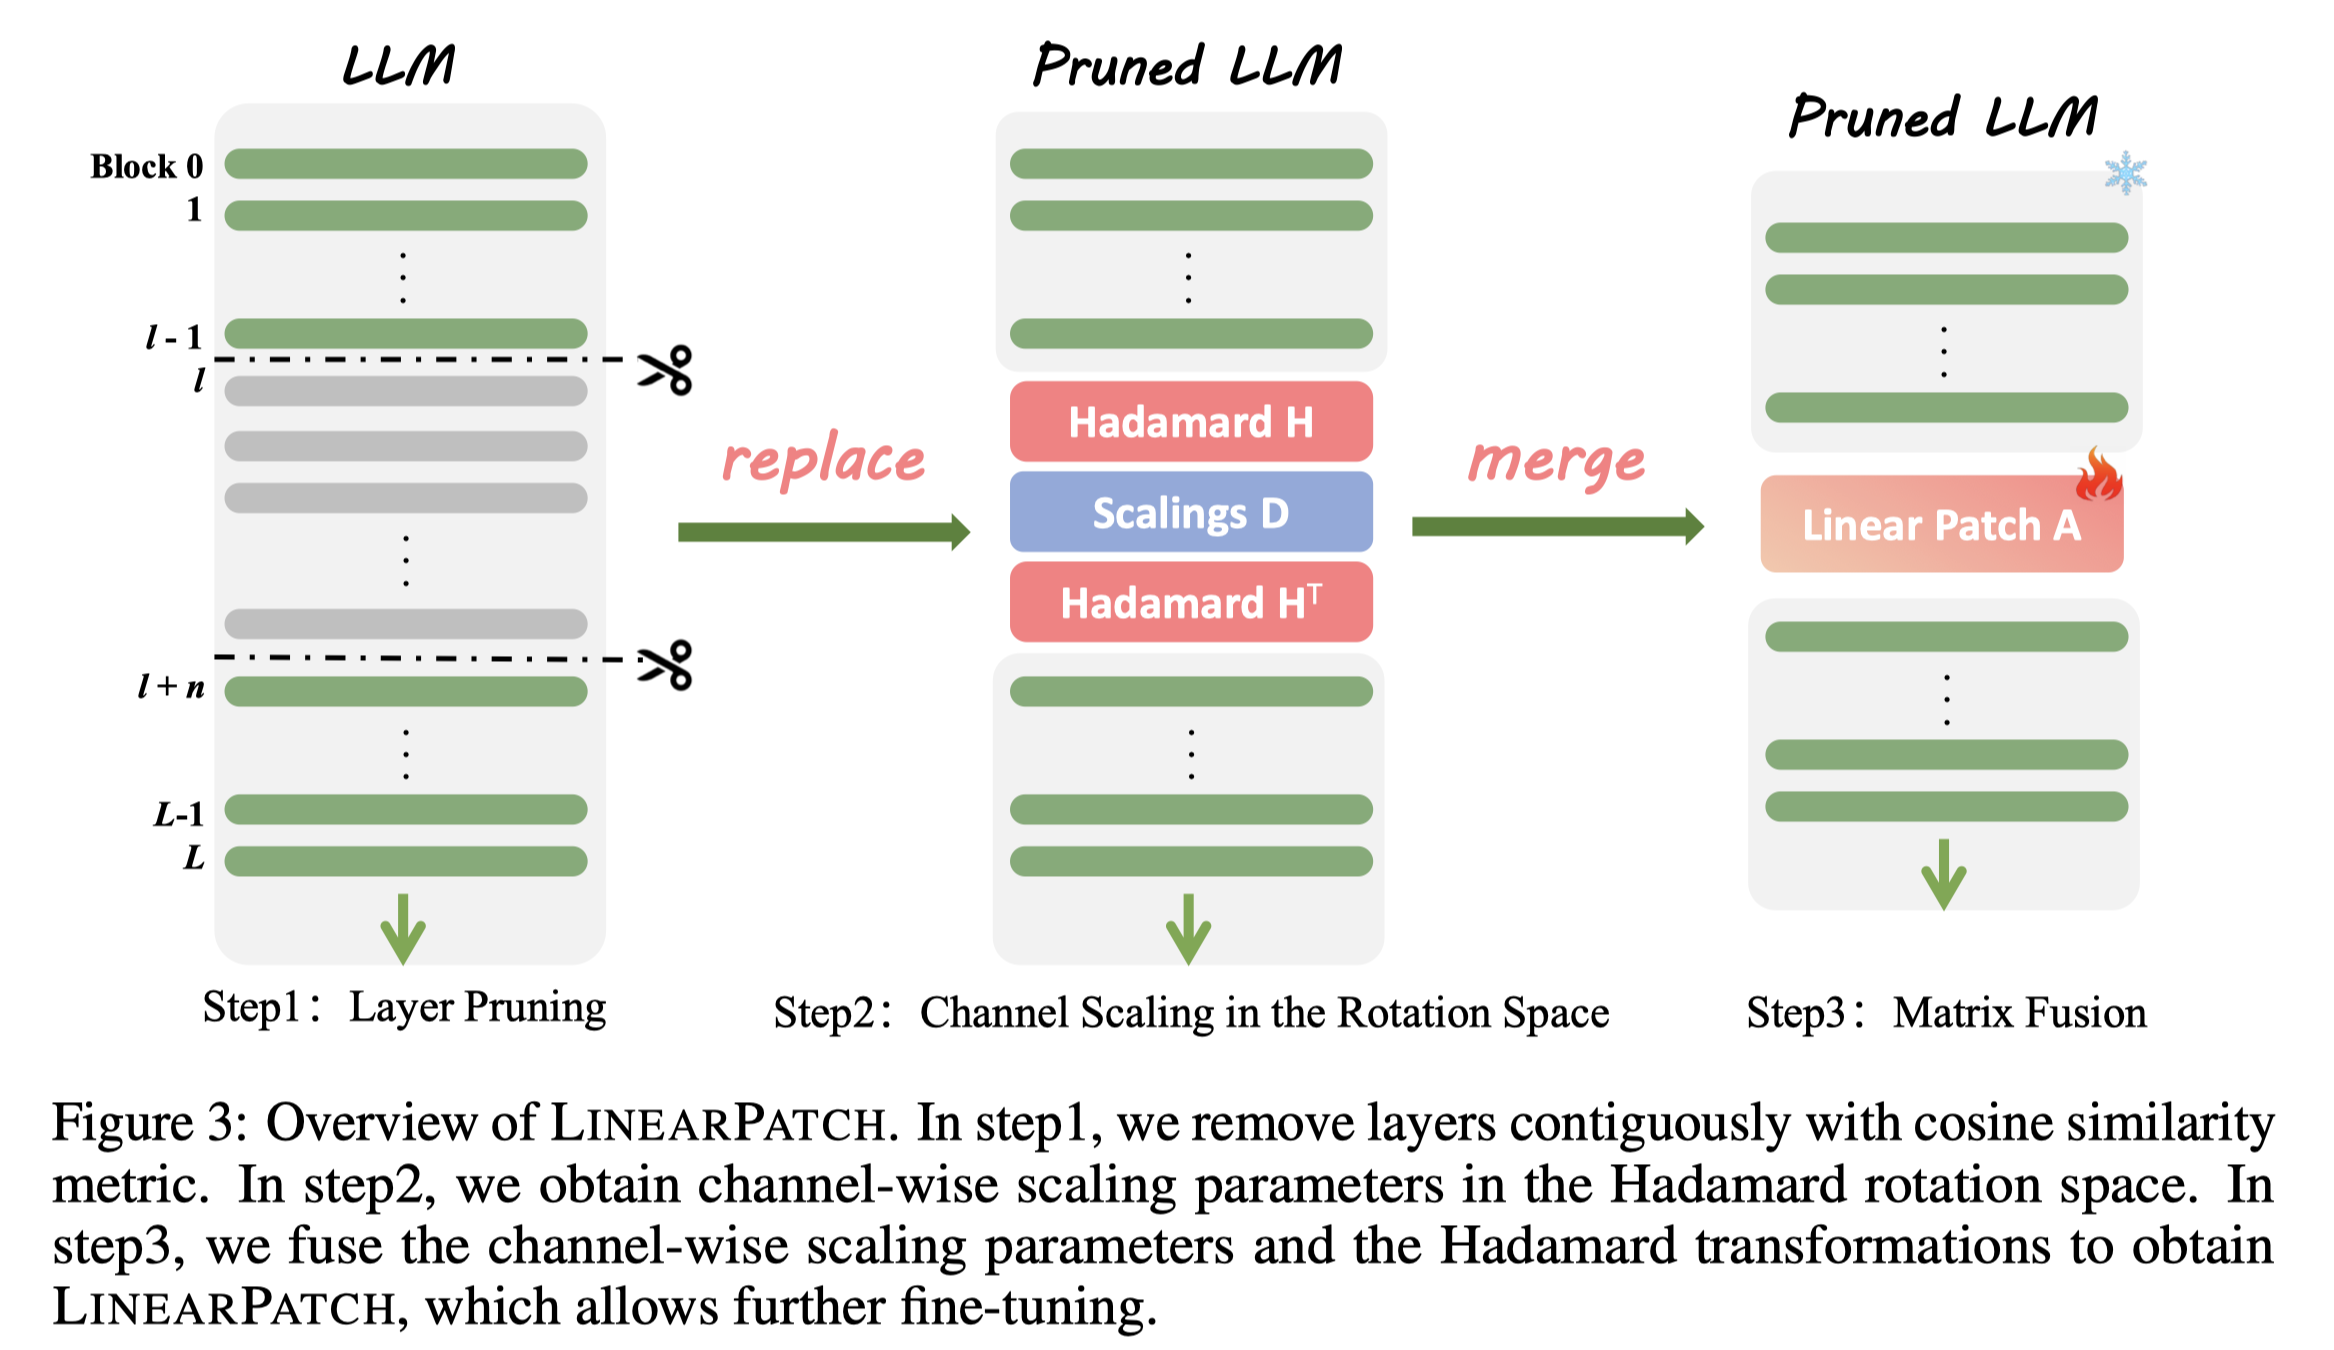 LLM
Block 0
1
l - 1
l
l + n
L-1
L
Step1： Layer Pruning
replace
Pruned LLM
Hadamard H
Scalings D
Hadamard Hᵀ
Step2： Channel Scaling in the Rotation Space
merge
Pruned LLM
Linear Patch A
Step3： Matrix Fusion
Figure 3: Overview of LINEARPATCH. In step1, we remove layers contiguously with cosine similarity
metric. In step2, we obtain channel-wise scaling parameters in the Hadamard rotation space. In
step3, we fuse the channel-wise scaling parameters and the Hadamard transformations to obtain
LINEARPATCH, which allows further fine-tuning.